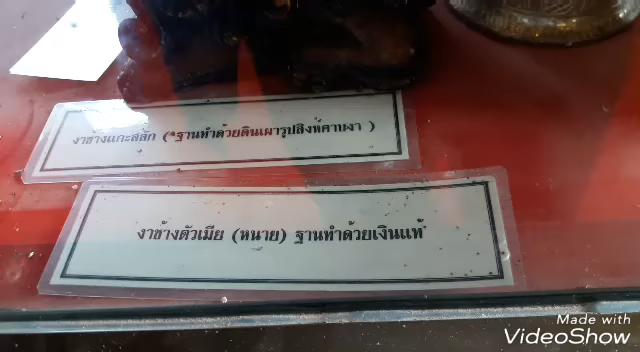 งาช้างแกะสลัก (ฐานทำด้วยดินเผารูปสิงห์คาบงา )
งาช้างตัวเมีย (หนาย) ฐานทำด้วยเงินแท้
Made with
VideoShow